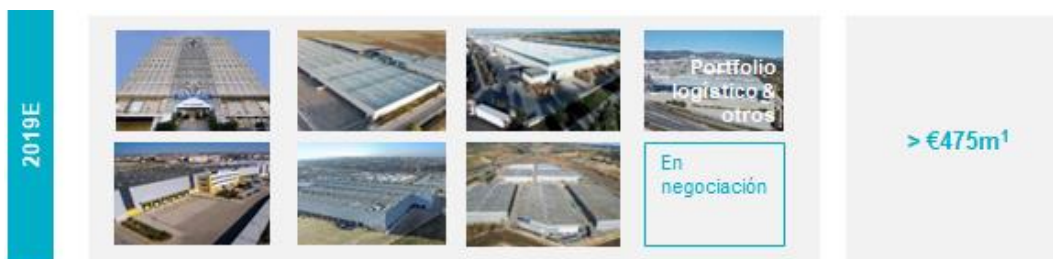 2019E
Portfolio
logístico &
otros
En
negociación
> €475m¹